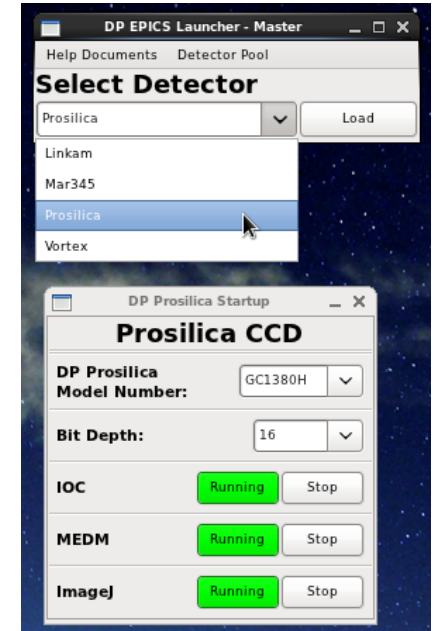 DP EPICS Launcher - Master
Help Documents Detector Pool
Select Detector
Prosilica Load
Linkam
Mar345
Prosilica
Vortex
DP Prosilica Startup
Prosilica CCD
DP Prosilica
Model Number: GC1380H
Bit Depth: 16
IOC Running Stop
MEDM Running Stop
ImageJ Running Stop